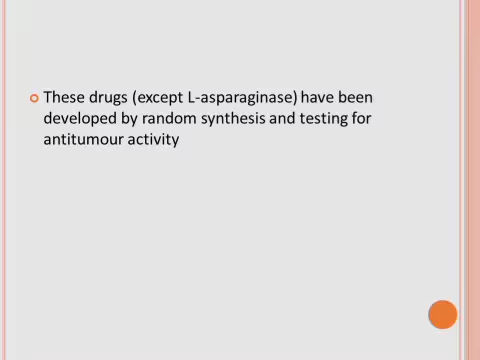 These drugs (except L-asparaginase) have been
developed by random synthesis and testing for
antitumour activity